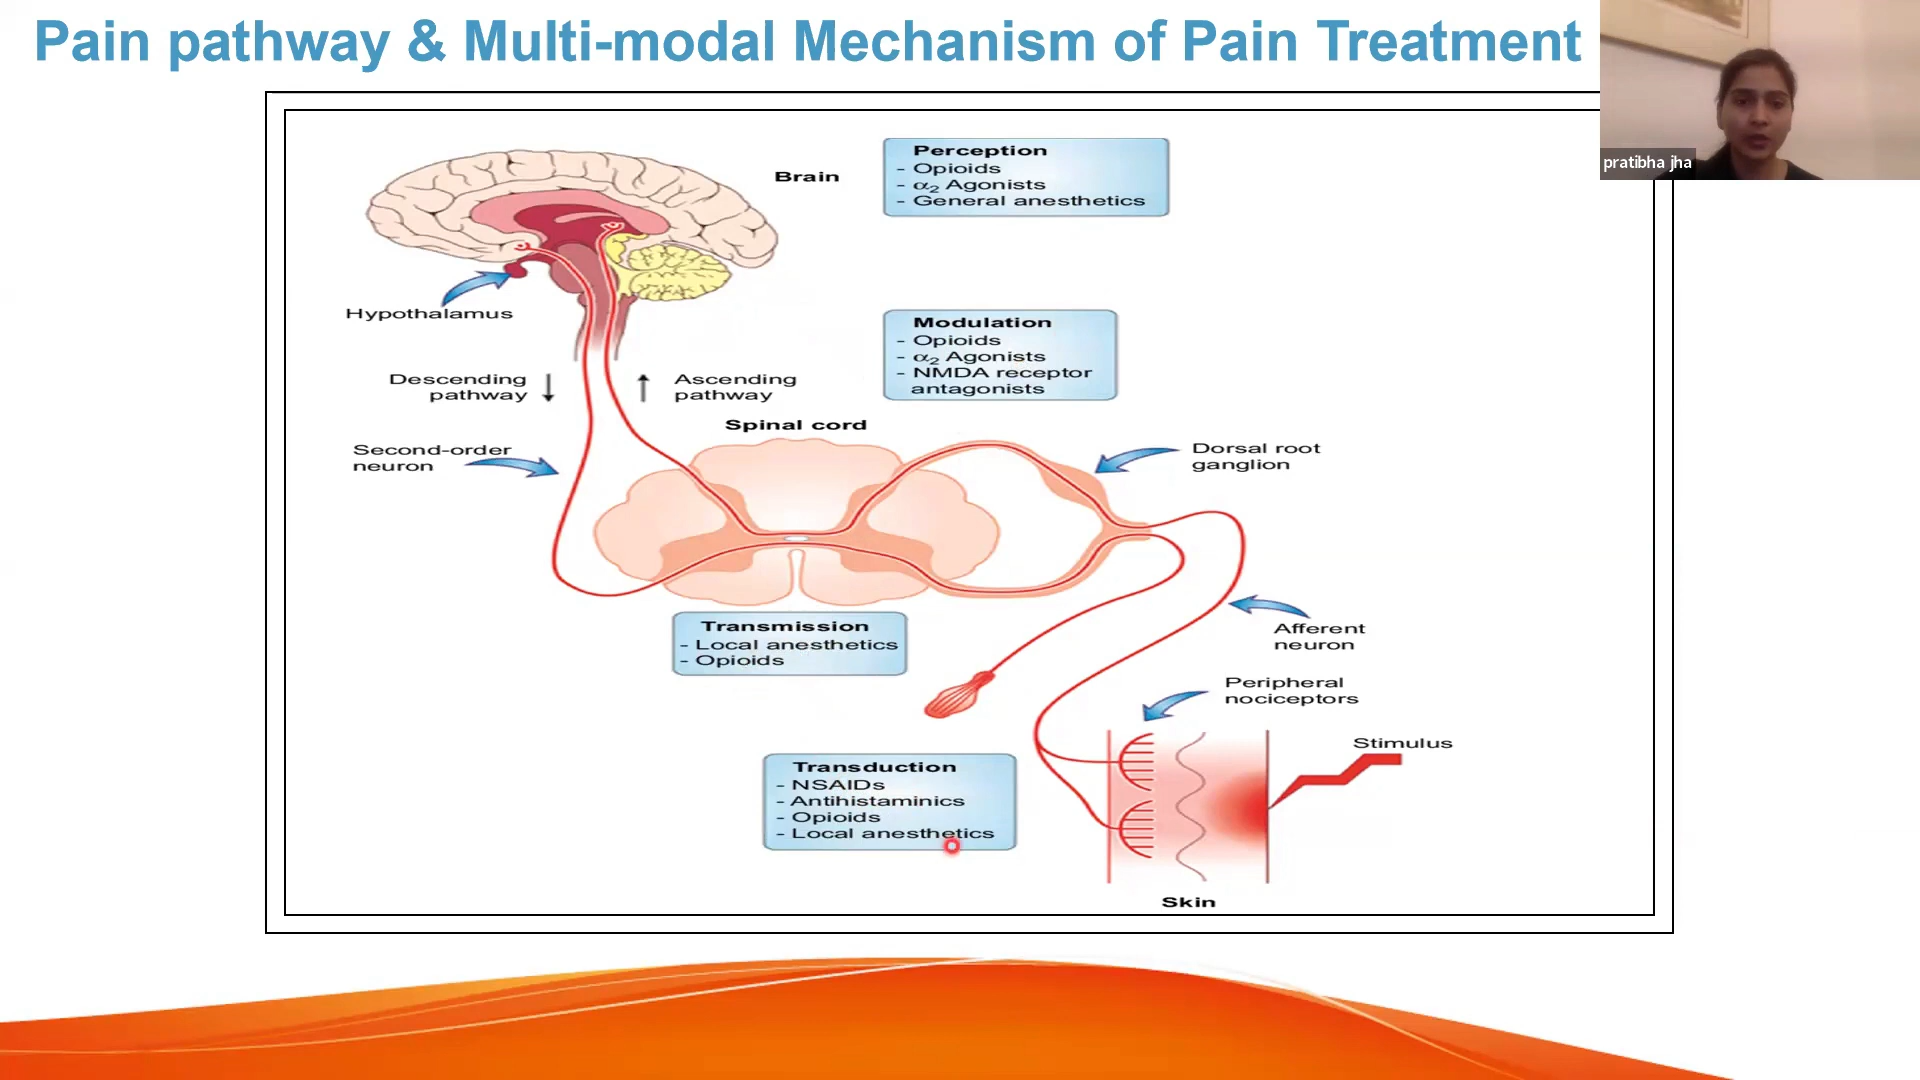 Pain pathway & Multi-modal Mechanism of Pain Treatment
pratibha jha
Brain
Perception
- Opioids
- α2 Agonists
- General anesthetics
Hypothalamus
Modulation
- Opioids
- α2 Agonists
- NMDA receptor
antagonists
Descending
pathway
Ascending
pathway
Spinal cord
Second-order
neuron
Dorsal root
ganglion
Transmission
- Local anesthetics
- Opioids
Afferent
neuron
Peripheral
nociceptors
Stimulus
Transduction
- NSAIDs
- Antihistaminics
- Opioids
- Local anesthetics
Skin